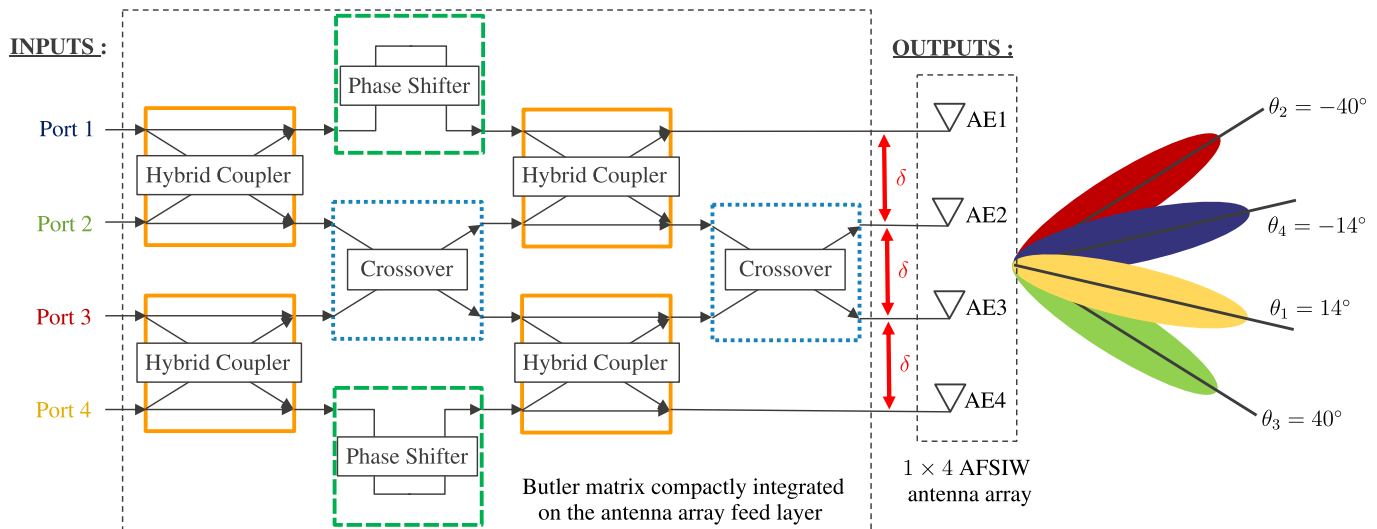 INPUTS :
OUTPUTS :
Phase Shifter
Port 1
AE1
θ₂ = −40°
Hybrid Coupler
Hybrid Coupler
δ
Port 2
AE2
θ₄ = −14°
Crossover
Crossover
δ
Port 3
AE3
θ₁ = 14°
Hybrid Coupler
Hybrid Coupler
δ
Port 4
AE4
θ₃ = 40°
Phase Shifter
1 × 4 AFSIW
antenna array
Butler matrix compactly integrated
on the antenna array feed layer